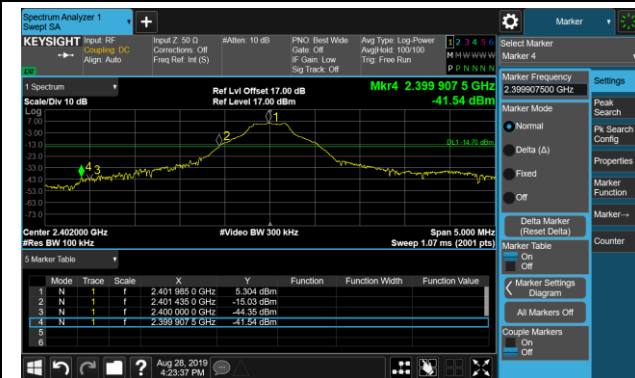 Spectrum Analyzer 1
Swept SA
KEYSIGHT
Input: RF
Coupling: DC
Align: Auto
Input Z: 50 Ω
Corrections: Off
Freq Ref: Int (S)
#Atten: 10 dB
PNO: Best Wide
Gate: Off
IF Gain: Low
Sig Track: Off
Avg Type: Log-Power
Avg|Hold: 100/100
Trig: Free Run
1 2 3 4 5 6
M M W W W W
P P N N N N
1 Spectrum
Scale/Div 10 dB
Log
Ref Lvl Offset 17.00 dB
Ref Level 17.00 dBm
Mkr4 2.399 907 5 GHz
-41.54 dBm
7.00
-3.00
-13.0
-23.0
-33.0
-43.0
-53.0
-63.0
-73.0
1
2
4
3
DL1 -14.70 dBm
Center 2.402000 GHz
#Res BW 100 kHz
#Video BW 300 kHz
Span 5.000 MHz
Sweep 1.07 ms (2001 pts)
5 Marker Table
Mode Trace Scale X Y Function Function Width Function Value
1 N 1 f 2.401 985 0 GHz 5.304 dBm
2 N 1 f 2.401 435 0 GHz -15.03 dBm
3 N 1 f 2.400 000 0 GHz -44.35 dBm
4 N 1 f 2.399 907 5 GHz -41.54 dBm
5
6
Aug 28, 2019
4:23:37 PM
Marker
Select Marker
Marker 4
Marker Frequency
2.399907500 GHz
Marker Mode
Normal
Delta (Δ)
Fixed
Off
Delta Marker
(Reset Delta)
Marker Table
On
Off
Marker Settings
Diagram
All Markers Off
Couple Markers
On
Off
Settings
Peak
Search
Pk Search
Config
Properties
Marker
Function
Marker→
Counter